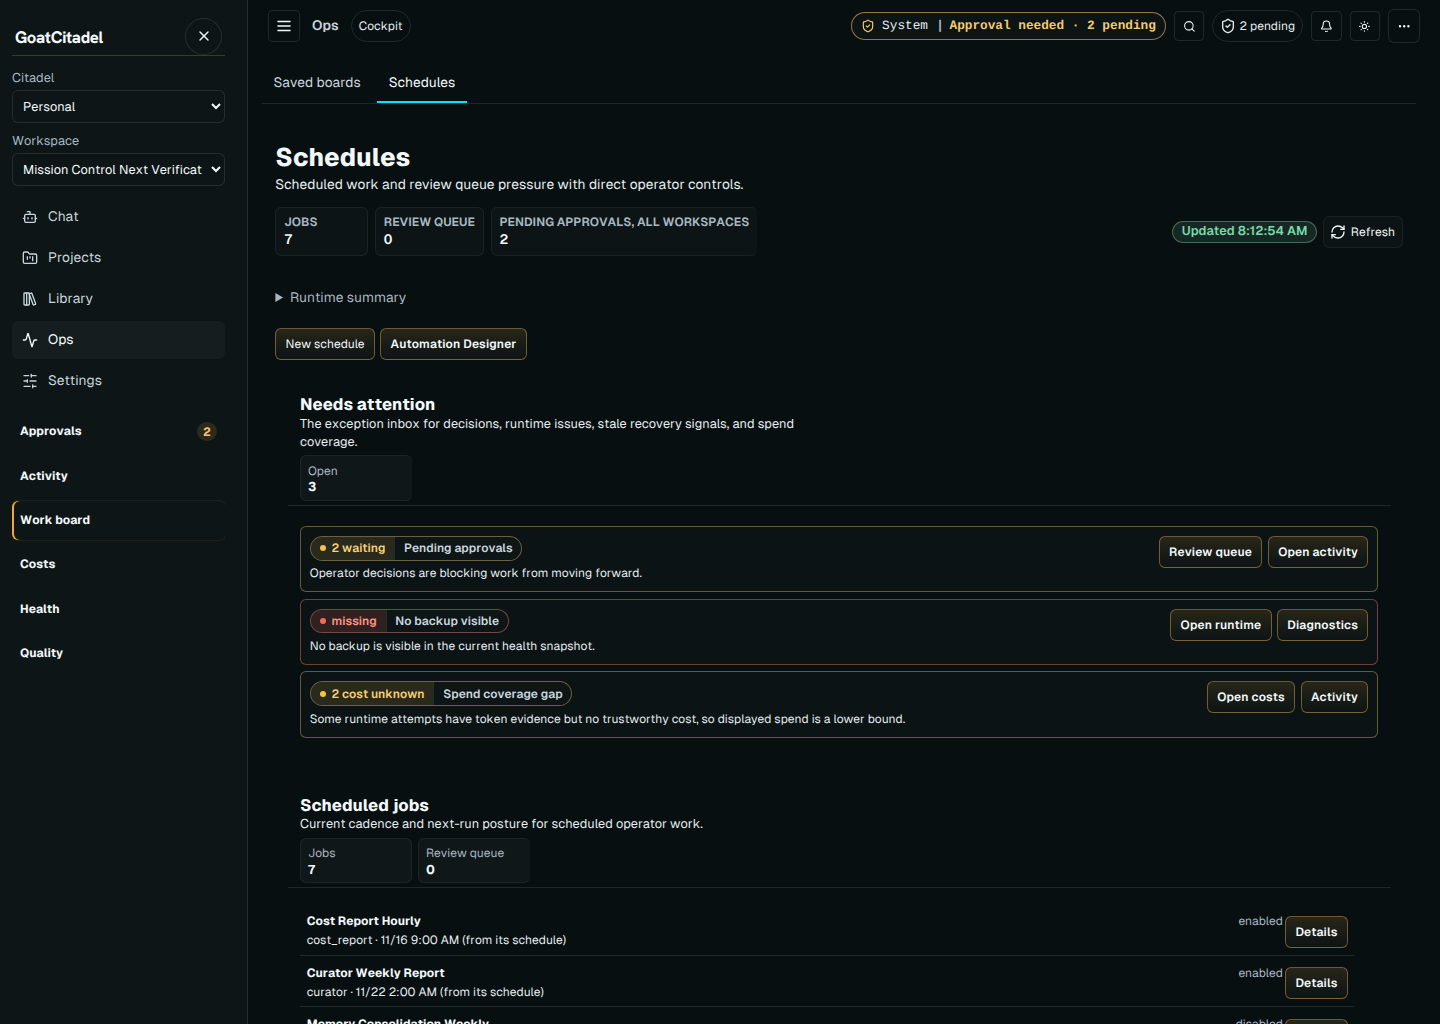 GoatCitadel
Citadel
Personal
Workspace
Mission Control Next Verificat
Chat
Projects
Library
Ops
Settings
Approvals 2
Activity
Work board
Costs
Health
Quality
Ops Cockpit
System | Approval needed · 2 pending
2 pending
Saved boards Schedules
Schedules
Scheduled work and review queue pressure with direct operator controls.
JOBS
7
REVIEW QUEUE
0
PENDING APPROVALS, ALL WORKSPACES
2
Updated 8:12:54 AM
Refresh
Runtime summary
New schedule
Automation Designer
Needs attention
The exception inbox for decisions, runtime issues, stale recovery signals, and spend
coverage.
Open
3
2 waiting Pending approvals
Operator decisions are blocking work from moving forward.
Review queue Open activity
missing No backup visible
No backup is visible in the current health snapshot.
Open runtime Diagnostics
2 cost unknown Spend coverage gap
Some runtime attempts have token evidence but no trustworthy cost, so displayed spend is a lower bound.
Open costs Activity
Scheduled jobs
Current cadence and next-run posture for scheduled operator work.
Jobs
7
Review queue
0
Cost Report Hourly
cost_report · 11/16 9:00 AM (from its schedule)
enabled Details
Curator Weekly Report
curator · 11/22 2:00 AM (from its schedule)
enabled Details
Memory Consolidation Weekly
disabled